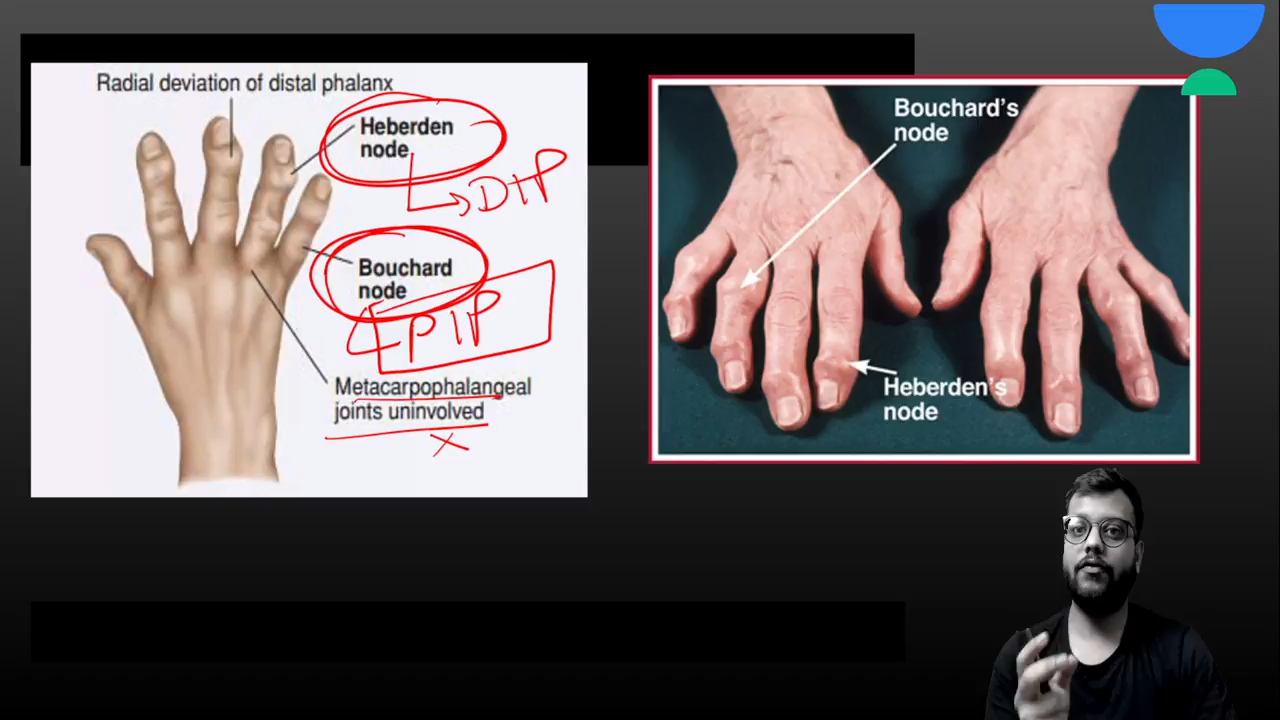 Radial deviation of distal phalanx
Heberden
node
DIP
Bouchard
node
PIP
Metacarpophalangeal
joints uninvolved
Bouchard's
node
Heberden's
node